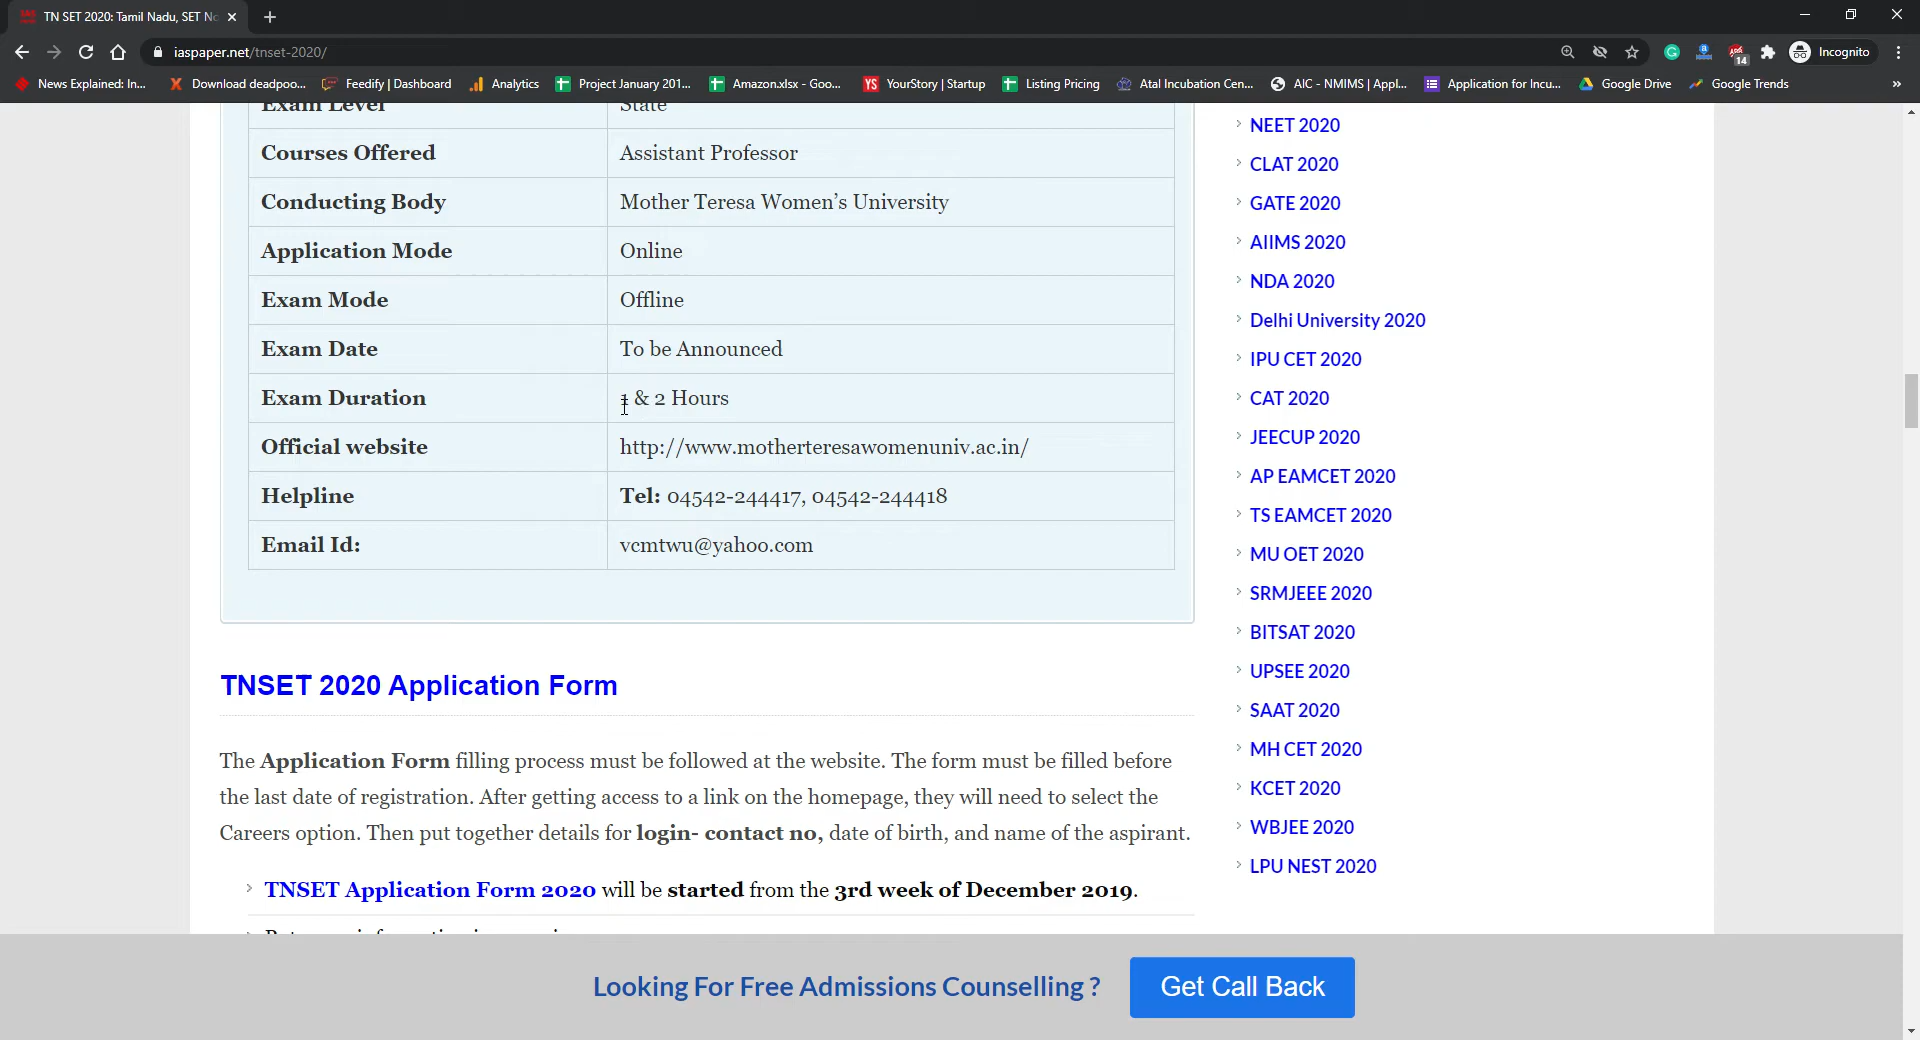 TN SET 2020: Tamil Nadu, SET No
iaspaper.net/tnset-2020/
14
Incognito
News Explained: In...
Download deadpoo...
Feedify | Dashboard
Analytics
Project January 201...
Amazon.xlsx - Goo...
YS YourStory | Startup
Listing Pricing
Atal Incubation Cen...
AIC - NMIMS | Appl...
Application for Incu...
Google Drive
Google Trends
»
Exam Level State
Courses Offered Assistant Professor
Conducting Body Mother Teresa Women’s University
Application Mode Online
Exam Mode Offline
Exam Date To be Announced
Exam Duration 1 & 2 Hours
Official website http://www.motherteresawomenuniv.ac.in/
Helpline Tel: 04542-244417, 04542-244418
Email Id: vcmtwu@yahoo.com
TNSET 2020 Application Form
The Application Form filling process must be followed at the website. The form must be filled before
the last date of registration. After getting access to a link on the homepage, they will need to select the
Careers option. Then put together details for login- contact no, date of birth, and name of the aspirant.
TNSET Application Form 2020 will be started from the 3rd week of December 2019.
NEET 2020
CLAT 2020
GATE 2020
AIIMS 2020
NDA 2020
Delhi University 2020
IPU CET 2020
CAT 2020
JEECUP 2020
AP EAMCET 2020
TS EAMCET 2020
MU OET 2020
SRMJEEE 2020
BITSAT 2020
UPSEE 2020
SAAT 2020
MH CET 2020
KCET 2020
WBJEE 2020
LPU NEST 2020
Looking For Free Admissions Counselling ?
Get Call Back